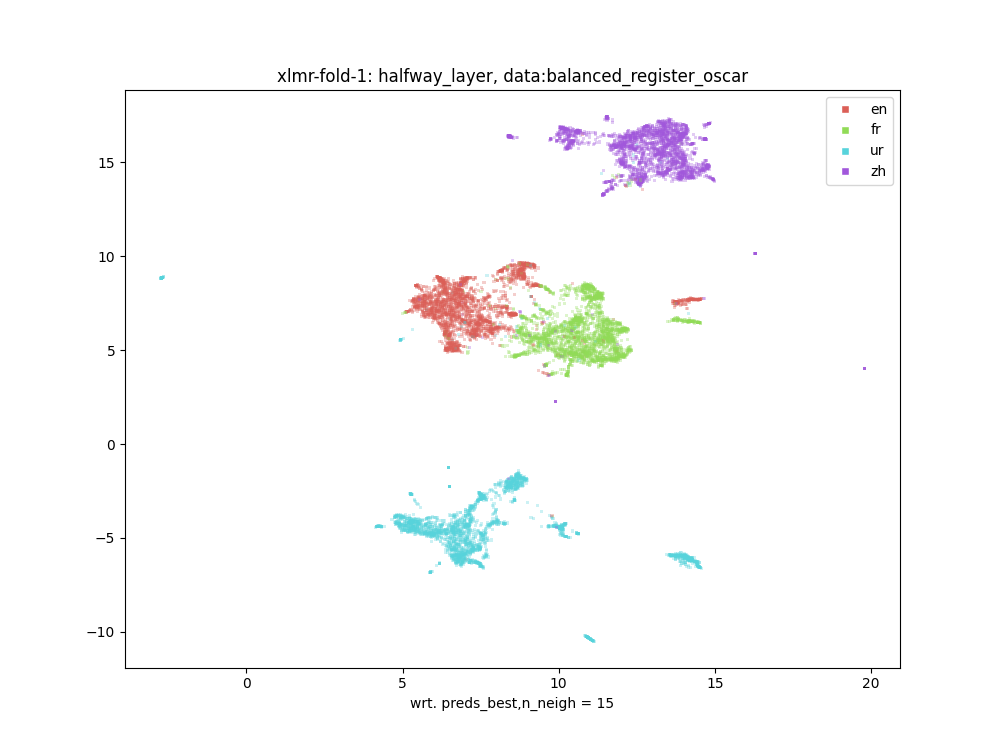 xlmr-fold-1: halfway_layer, data:balanced_register_oscar
en
fr
ur
zh
15
10
5
0
−5
−10
0 5 10 15 20
wrt. preds_best,n_neigh = 15